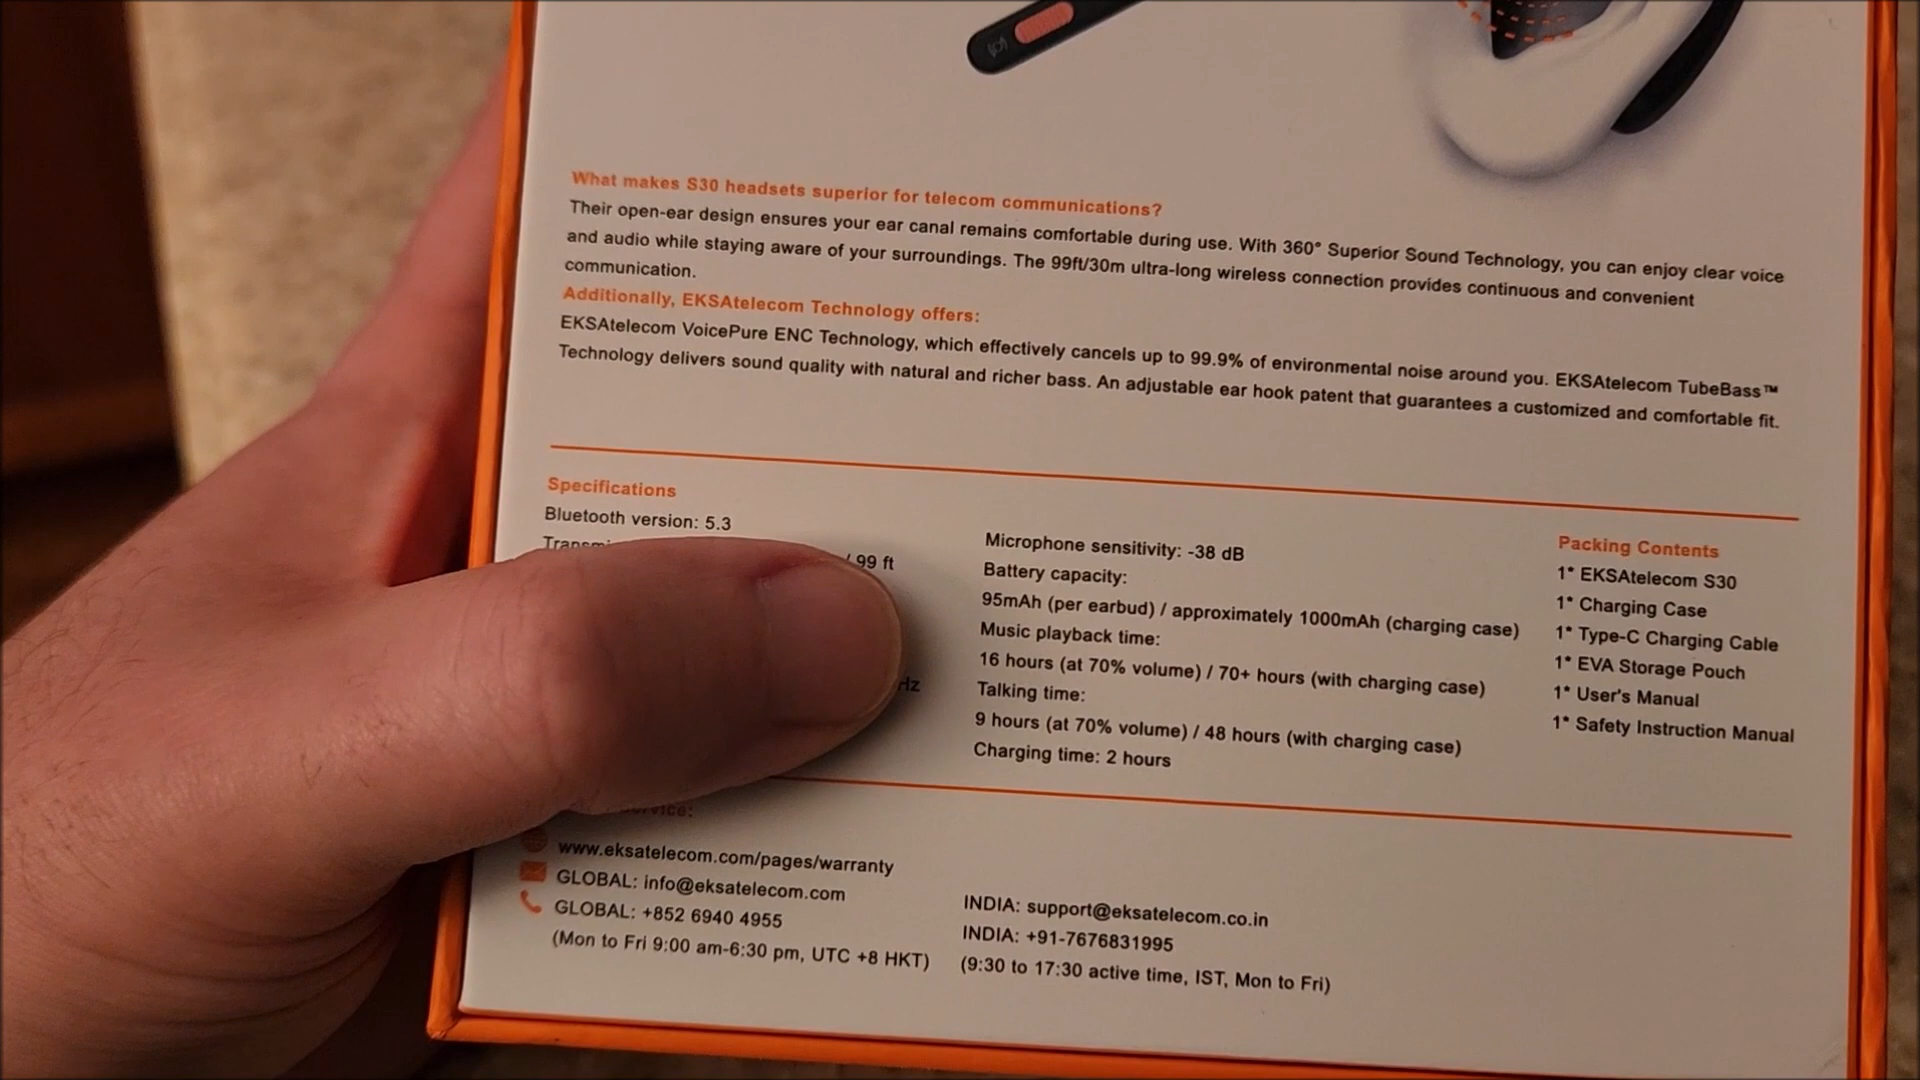 What makes S30 headsets superior for telecom communications?
Their open-ear design ensures your ear canal remains comfortable during use. With 360° Superior Sound Technology, you can enjoy clear voice
and audio while staying aware of your surroundings. The 99ft/30m ultra-long wireless connection provides continuous and convenient
communication.
Additionally, EKSAtelecom Technology offers:
EKSAtelecom VoicePure ENC Technology, which effectively cancels up to 99.9% of environmental noise around you. EKSAtelecom TubeBass™
Technology delivers sound quality with natural and richer bass. An adjustable ear hook patent that guarantees a customized and comfortable fit.
Specifications
Bluetooth version: 5.3
/ 99 ft
Hz
Microphone sensitivity: -38 dB
Battery capacity:
95mAh (per earbud) / approximately 1000mAh (charging case)
Music playback time:
16 hours (at 70% volume) / 70+ hours (with charging case)
Talking time:
9 hours (at 70% volume) / 48 hours (with charging case)
Charging time: 2 hours
Packing Contents
1* EKSAtelecom S30
1* Charging Case
1* Type-C Charging Cable
1* EVA Storage Pouch
1* User's Manual
1* Safety Instruction Manual
www.eksatelecom.com/pages/warranty
GLOBAL: info@eksatelecom.com
GLOBAL: +852 6940 4955
(Mon to Fri 9:00 am-6:30 pm, UTC +8 HKT)
INDIA: support@eksatelecom.co.in
INDIA: +91-7676831995
(9:30 to 17:30 active time, IST, Mon to Fri)